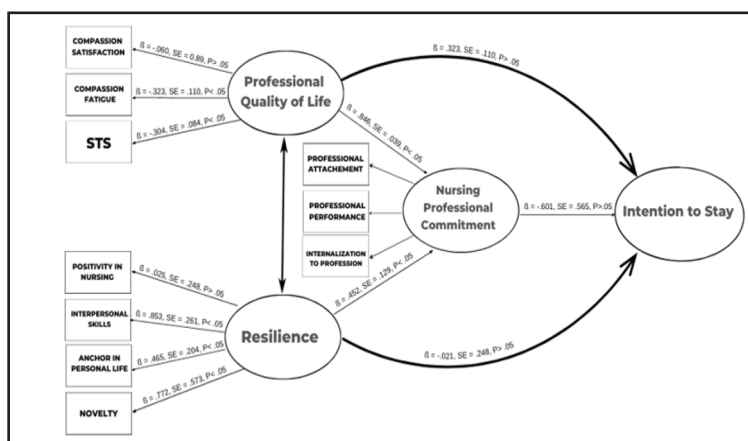 COMPASSION
SATISFACTION
ß = -.060, SE = 0.89, P> .05
COMPASSION
FATIGUE
ß = -.323, SE = .110, P< .05
STS
ß = -.304, SE = .084, P< .05
Professional
Quality of Life
ß = .323, SE = .110, P> .05
ß = .846, SE = .039, P< .05
PROFESSIONAL
ATTACHEMENT
PROFESSIONAL
PERFORMANCE
INTERNALIZATION
TO PROFESSION
Nursing
Professional
Commitment
ß = -.601, SE = .565, P>.05
Intention to Stay
POSITIVITY IN
NURSING
ß = .025, SE = .248, P> .05
INTERPERSONAL
SKILLS
ß = .853, SE = .261, P< .05
ANCHOR IN
PERSONAL LIFE
ß = .465, SE = .204, P< .05
NOVELTY
ß = .772, SE = .573, P< .05
Resilience
ß = .452, SE = .129, P< .05
ß = -.021, SE = .248, P> .05